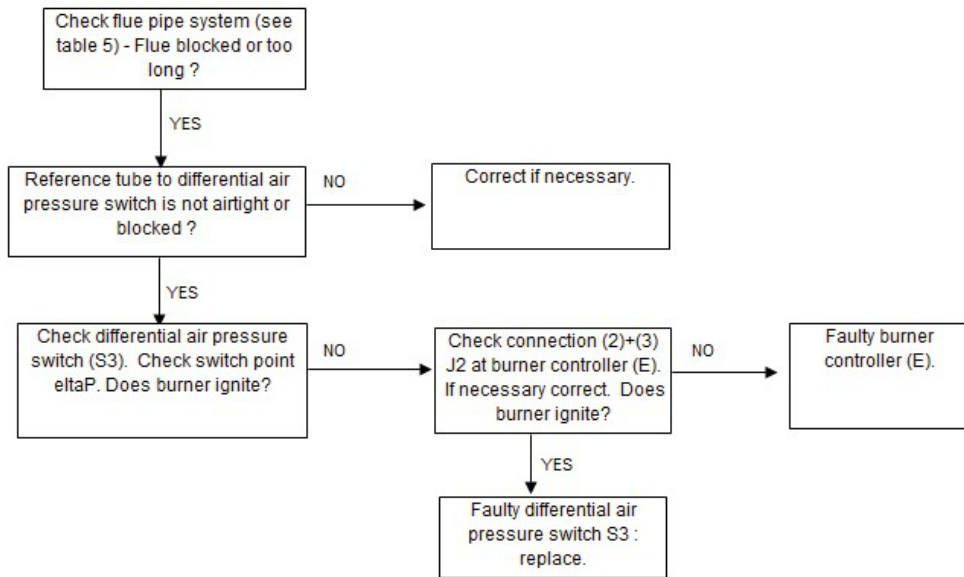 Check flue pipe system (see
table 5) - Flue blocked or too
long ?
YES
Reference tube to differential air
pressure switch is not airtight or
blocked ?
NO
Correct if necessary.
YES
Check differential air pressure
switch (S3).  Check switch point
eltaP. Does burner ignite?
NO
Check connection (2)+(3)
J2 at burner controller (E).
If necessary correct.  Does
burner ignite?
NO
Faulty burner
controller (E).
YES
Faulty differential air
pressure switch S3 :
replace.